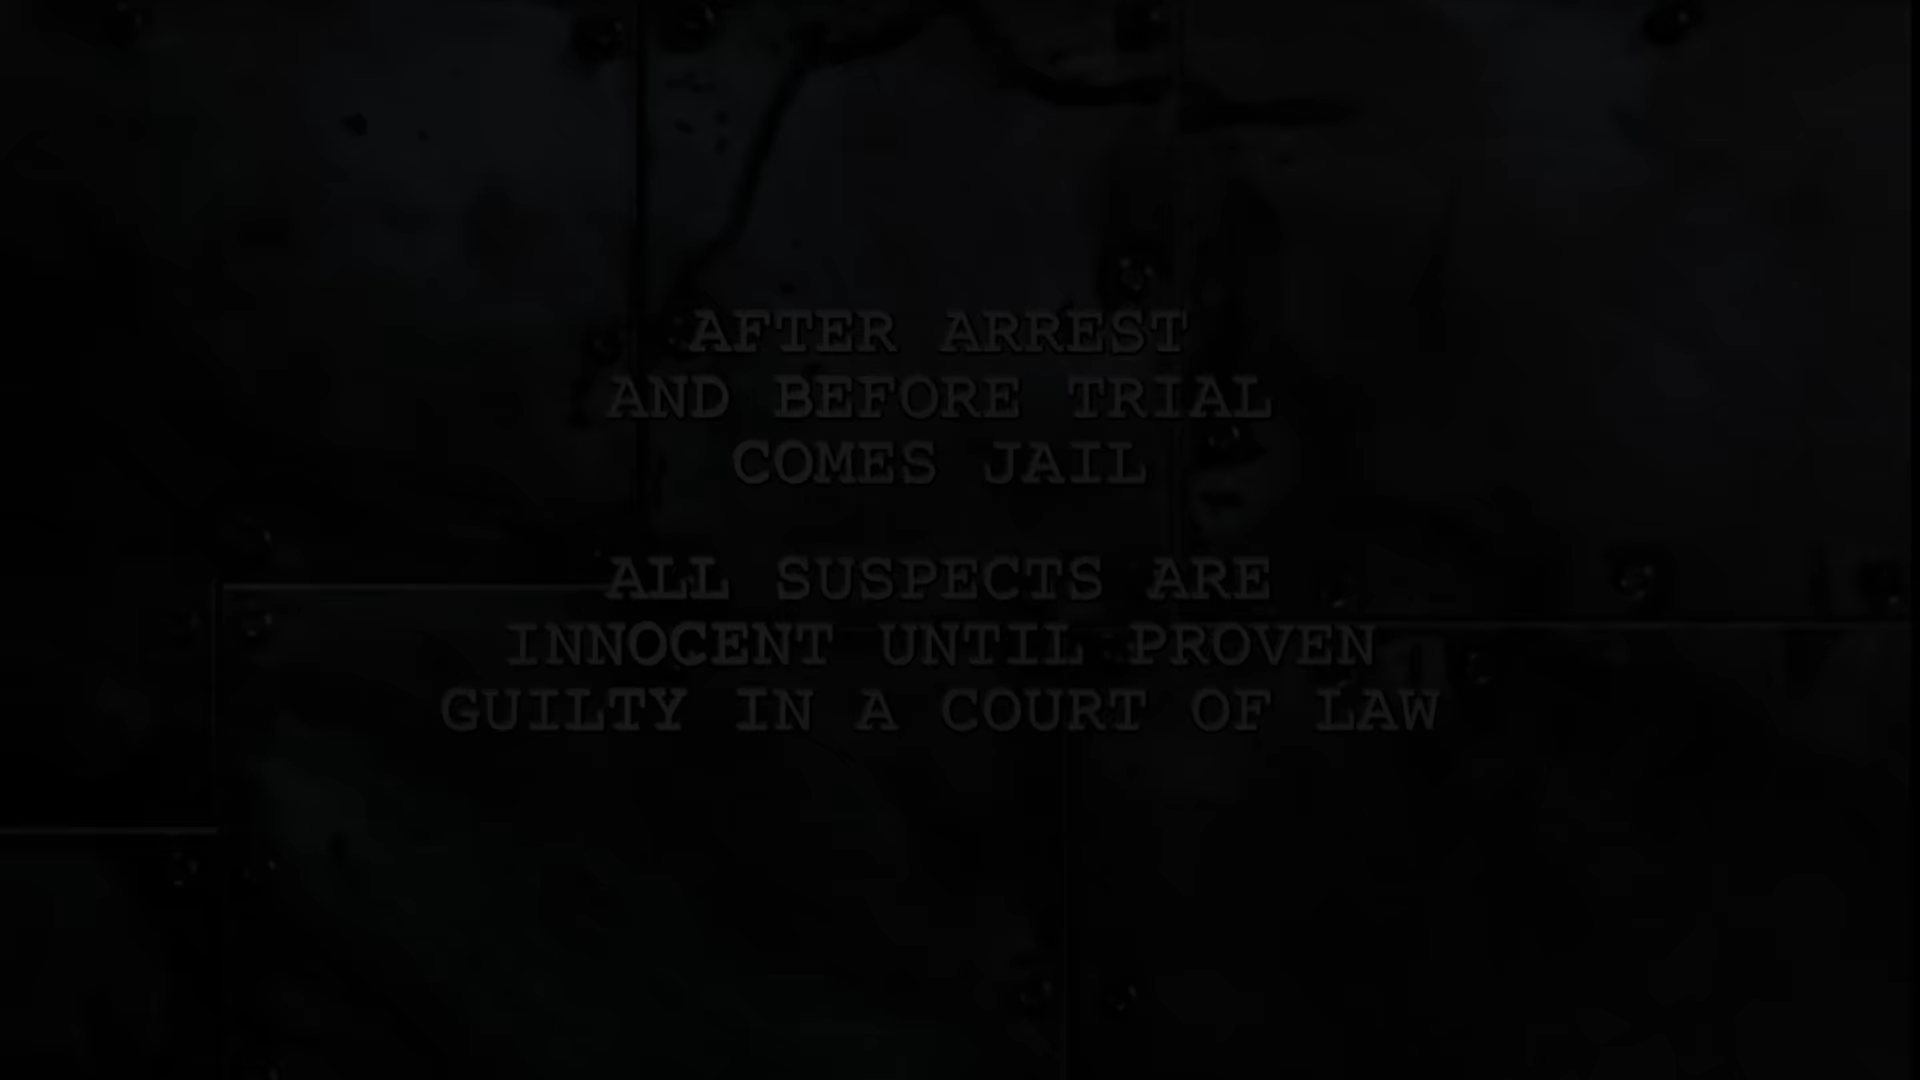 AFTER ARREST
AND BEFORE TRIAL
COMES JAIL
ALL SUSPECTS ARE
INNOCENT UNTIL PROVEN
GUILTY IN A COURT OF LAW